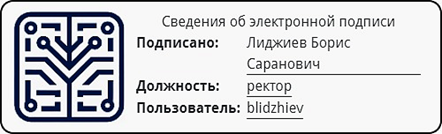 Сведения об электронной подписи
Подписано: Лиджиев Борис
Саранович
Должность: ректор
Пользователь: blidzhiev